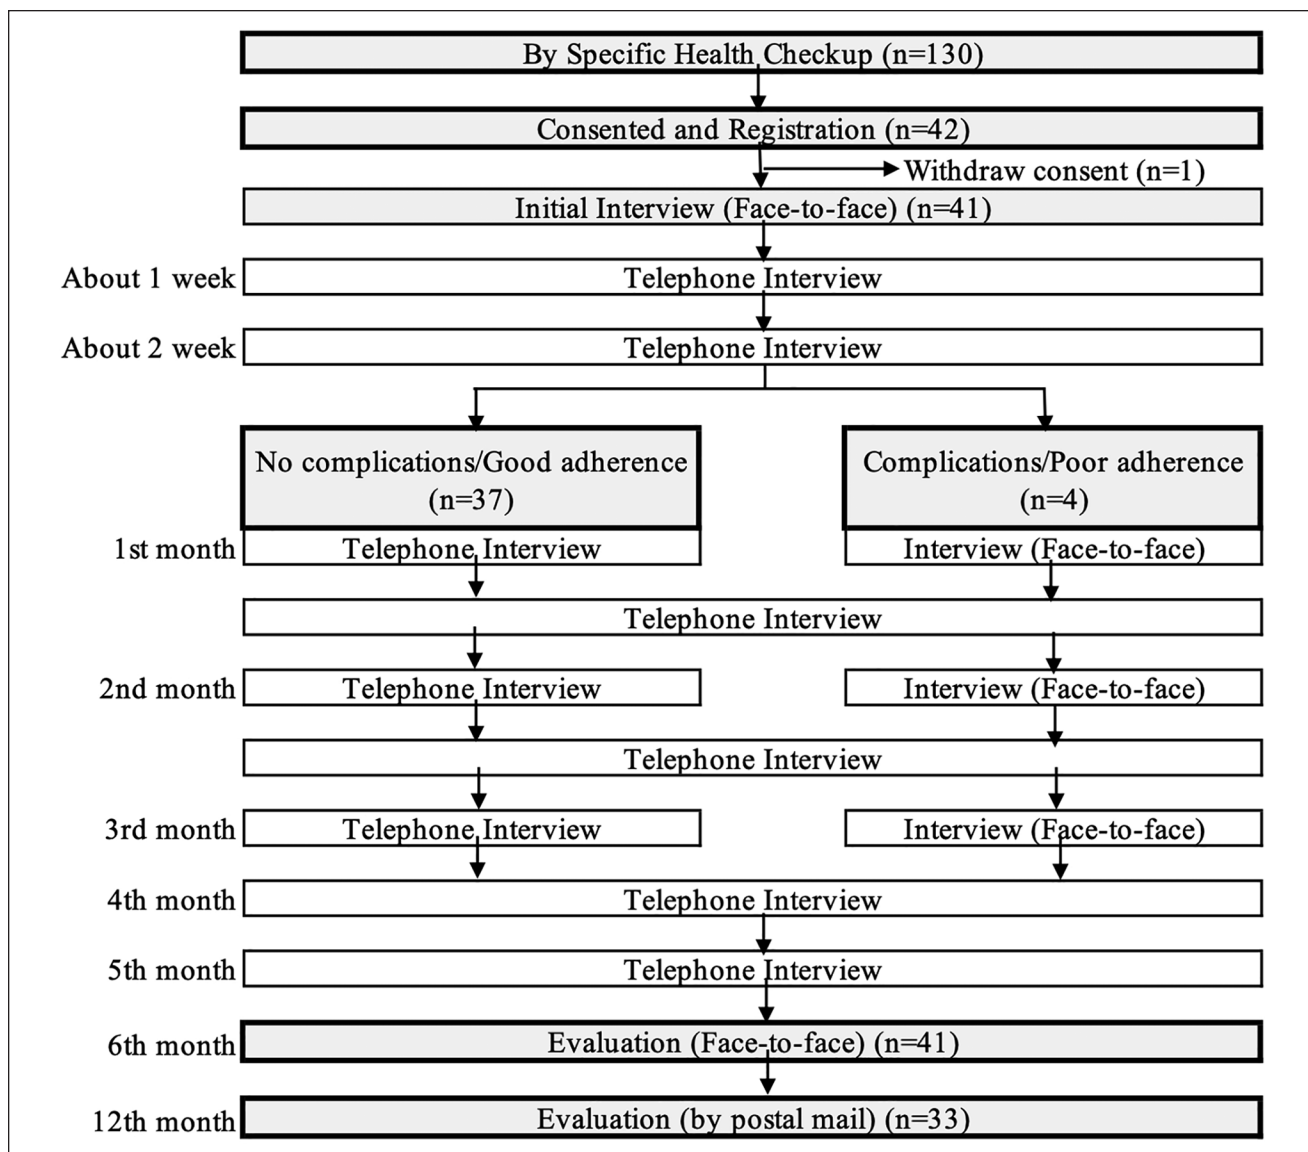 By Specific Health Checkup (n=130)
Consented and Registration (n=42)
Withdraw consent (n=1)
Initial Interview (Face-to-face) (n=41)
About 1 week
Telephone Interview
About 2 week
Telephone Interview
No complications/Good adherence
(n=37)
Complications/Poor adherence
(n=4)
1st month
Telephone Interview
Interview (Face-to-face)
Telephone Interview
2nd month
Telephone Interview
Interview (Face-to-face)
Telephone Interview
3rd month
Telephone Interview
Interview (Face-to-face)
4th month
Telephone Interview
5th month
Telephone Interview
6th month
Evaluation (Face-to-face) (n=41)
12th month
Evaluation (by postal mail) (n=33)